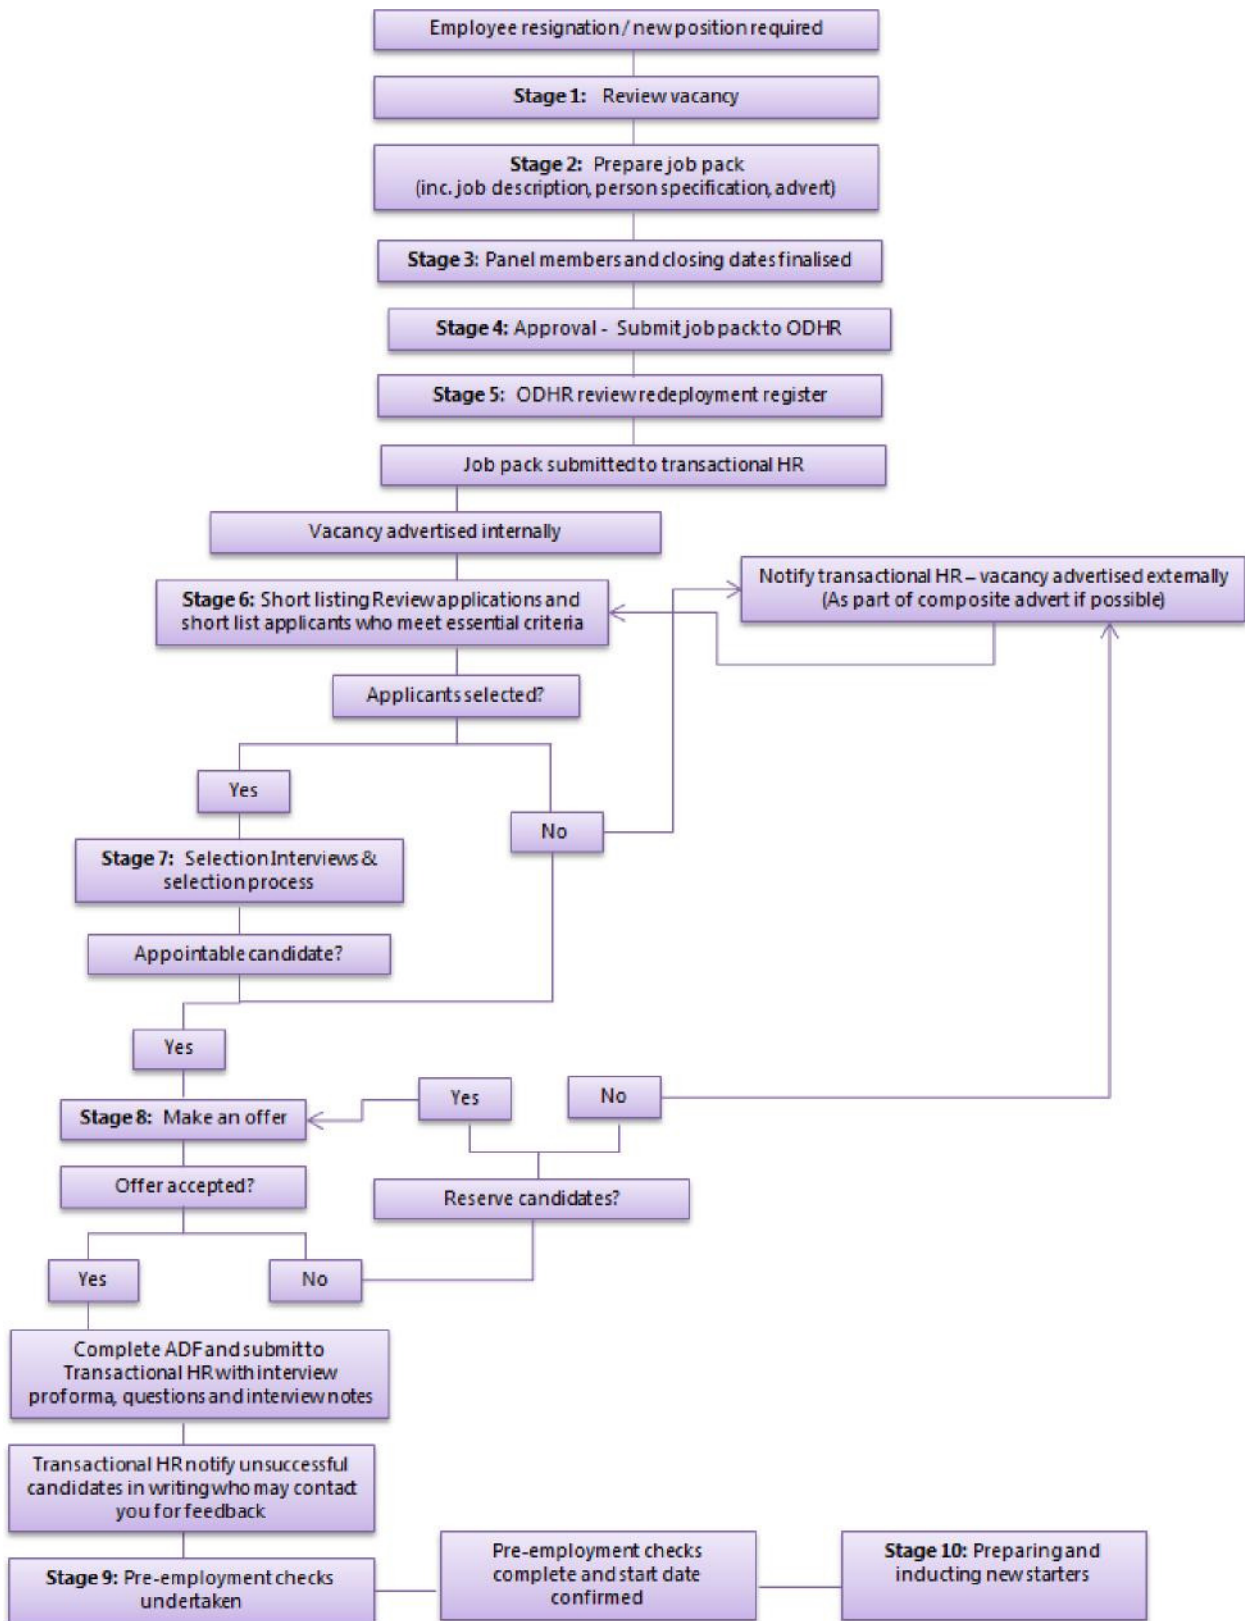 Employee resignation / new position required
Stage 1: Review vacancy
Stage 2: Prepare job pack
(inc. job description, person specification, advert)
Stage 3: Panel members and closing dates finalised
Stage 4: Approval - Submit job pack to ODHR
Stage 5: ODHR review redeployment register
Job pack submitted to transactional HR
Vacancy advertised internally
Notify transactional HR – vacancy advertised externally
(As part of composite advert if possible)
Stage 6: Short listing Review applications and
short list applicants who meet essential criteria
Applicants selected?
Yes
No
Stage 7: Selection Interviews &
selection process
Appointable candidate?
Yes
Yes
No
Stage 8: Make an offer
Offer accepted?
Reserve candidates?
Yes
No
Complete ADF and submit to
Transactional HR with interview
proforma, questions and interview notes
Transactional HR notify unsuccessful
candidates in writing who may contact
you for feedback
Stage 9: Pre-employment checks
undertaken
Pre-employment checks
complete and start date
confirmed
Stage 10: Preparing and
inducting new starters